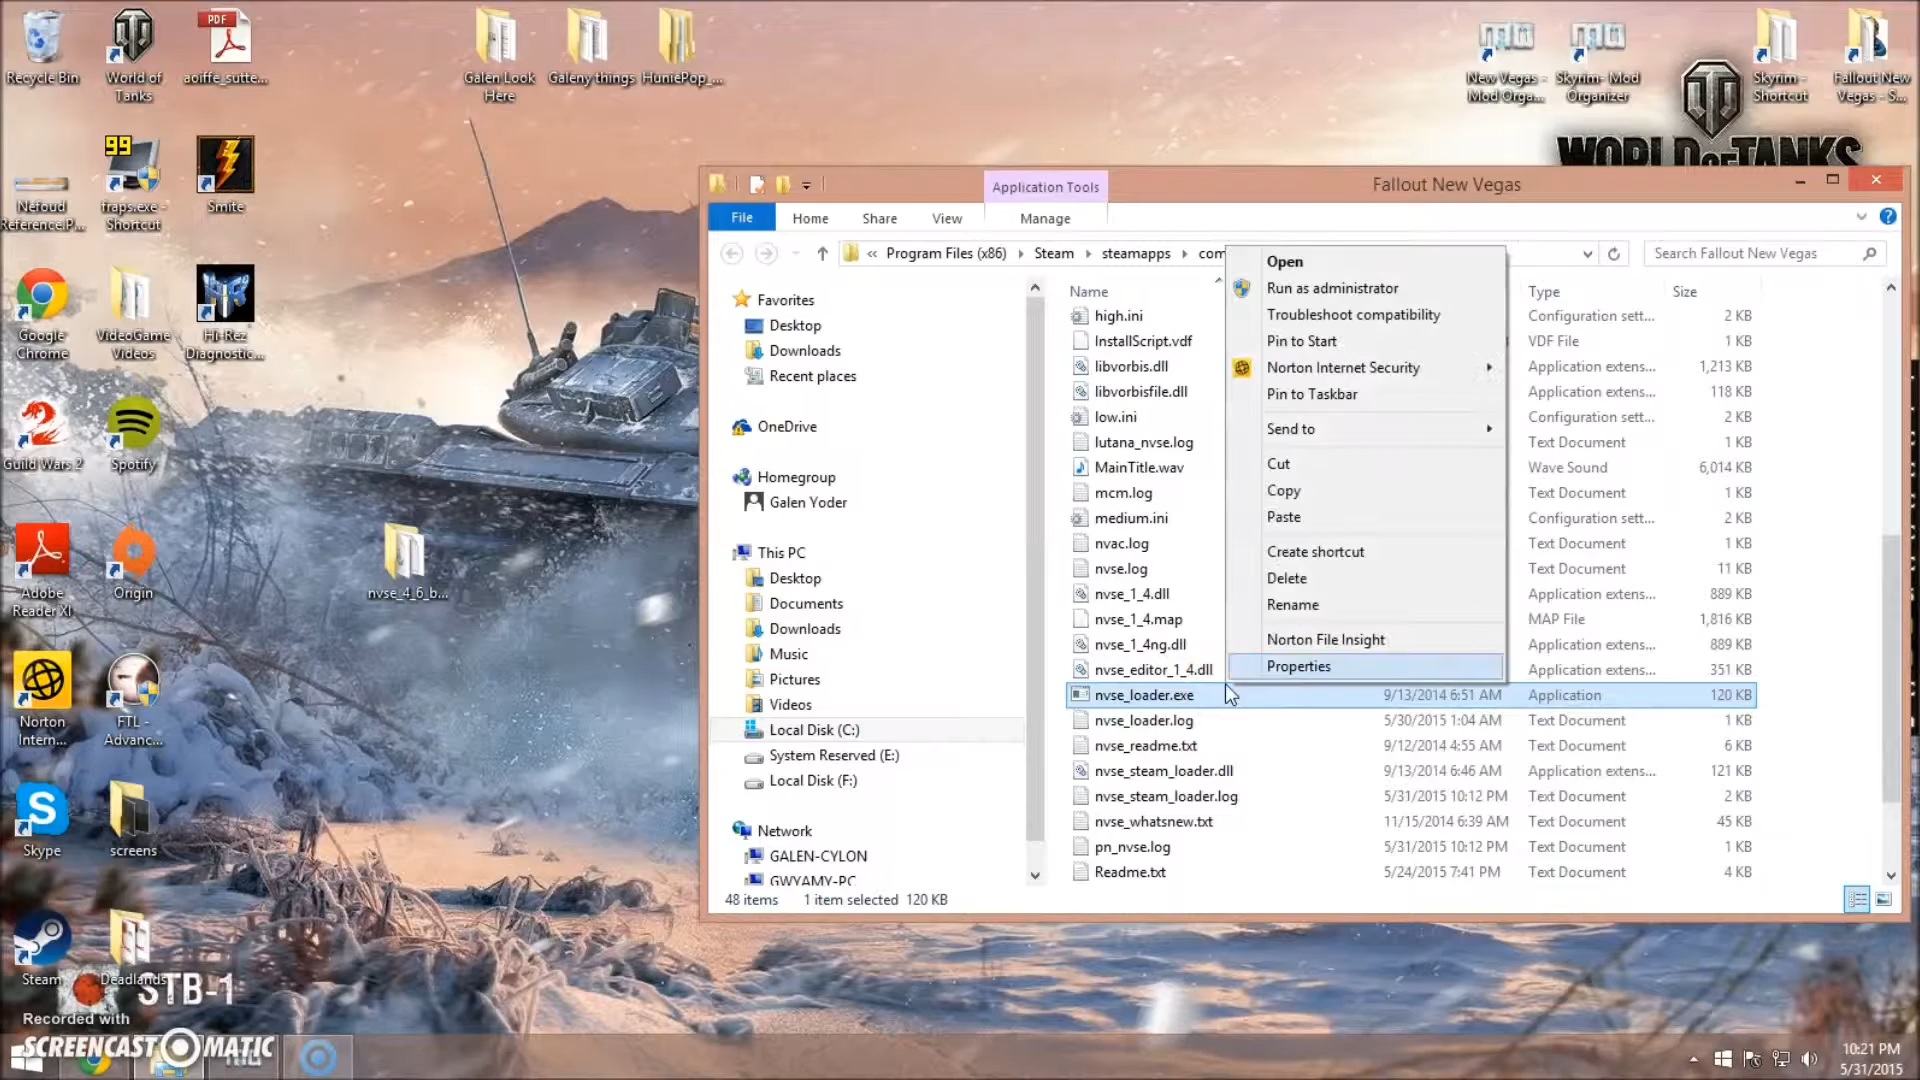 Recycle Bin
World of Tanks
aoiffe_sutte...
Galen Look Here
Galeny things
HuniePop_...
New Vegas - Mod Orga...
Skyrim- Mod Organizer
Skyrim - Shortcut
Fallout New Vegas - S...
WORLD OF TANKS
99
Nefoud Reference.P...
fraps.exe - Shortcut
Smite
Google Chrome
VideoGame Videos
Hi-Rez Diagnostic...
Guild Wars 2
Spotify
Adobe Reader XI
Origin
nvse_4_6_b...
Norton Intern...
FTL - Advanc...
Skype
screens
Steam
Deadlands
STB-1
Recorded with
SCREENCAST O MATIC
Application Tools
Fallout New Vegas
File
Home
Share
View
Manage
« Program Files (x86)
Steam
steamapps
com
Search Fallout New Vegas
Favorites
Desktop
Downloads
Recent places
OneDrive
Homegroup
Galen Yoder
This PC
Desktop
Documents
Downloads
Music
Pictures
Videos
Local Disk (C:)
System Reserved (E:)
Local Disk (F:)
Network
GALEN-CYLON
GWYAMY-PC
Name Type Size
high.ini Configuration sett... 2 KB
InstallScript.vdf VDF File 1 KB
libvorbis.dll Application extens... 1,213 KB
libvorbisfile.dll Application extens... 118 KB
low.ini Configuration sett... 2 KB
lutana_nvse.log Text Document 1 KB
MainTitle.wav Wave Sound 6,014 KB
mcm.log Text Document 1 KB
medium.ini Configuration sett... 2 KB
nvac.log Text Document 1 KB
nvse.log Text Document 11 KB
nvse_1_4.dll Application extens... 889 KB
nvse_1_4.map MAP File 1,816 KB
nvse_1_4ng.dll Application extens... 889 KB
nvse_editor_1_4.dll Application extens... 351 KB
nvse_loader.exe 9/13/2014 6:51 AM Application 120 KB
nvse_loader.log 5/30/2015 1:04 AM Text Document 1 KB
nvse_readme.txt 9/12/2014 4:55 AM Text Document 6 KB
nvse_steam_loader.dll 9/13/2014 6:46 AM Application extens... 121 KB
nvse_steam_loader.log 5/31/2015 10:12 PM Text Document 2 KB
nvse_whatsnew.txt 11/15/2014 6:39 AM Text Document 45 KB
pn_nvse.log 5/31/2015 10:12 PM Text Document 1 KB
Readme.txt 5/24/2015 7:41 PM Text Document 4 KB
Open
Run as administrator
Troubleshoot compatibility
Pin to Start
Norton Internet Security
Pin to Taskbar
Send to
Cut
Copy
Paste
Create shortcut
Delete
Rename
Norton File Insight
Properties
48 items 1 item selected 120 KB
10:21 PM
5/31/2015